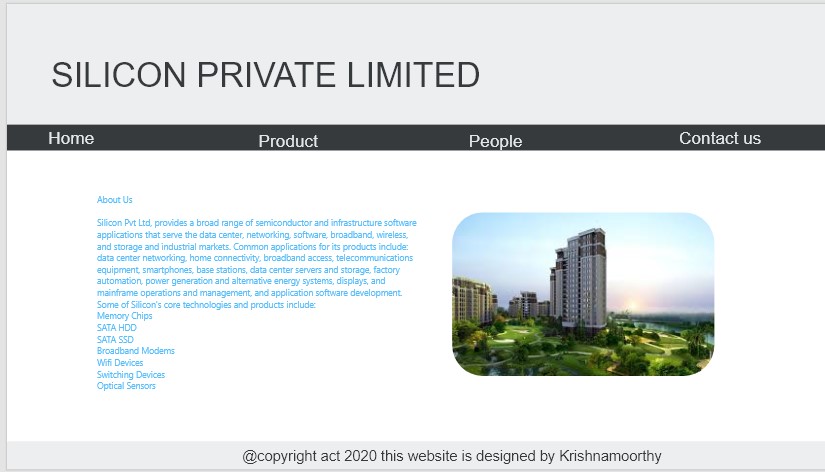 SILICON PRIVATE LIMITED
Home Product People Contact us
About Us
Silicon Pvt Ltd, provides a broad range of semiconductor and infrastructure software
applications that serve the data center, networking, software, broadband, wireless,
and storage and industrial markets. Common applications for its products include:
data center networking, home connectivity, broadband access, telecommunications
equipment, smartphones, base stations, data center servers and storage, factory
automation, power generation and alternative energy systems, displays, and
mainframe operations and management, and application software development.
Some of Silicon's core technologies and products include:
Memory Chips
SATA HDD
SATA SSD
Broadband Modems
Wifi Devices
Switching Devices
Optical Sensors
@copyright act 2020 this website is designed by Krishnamoorthy